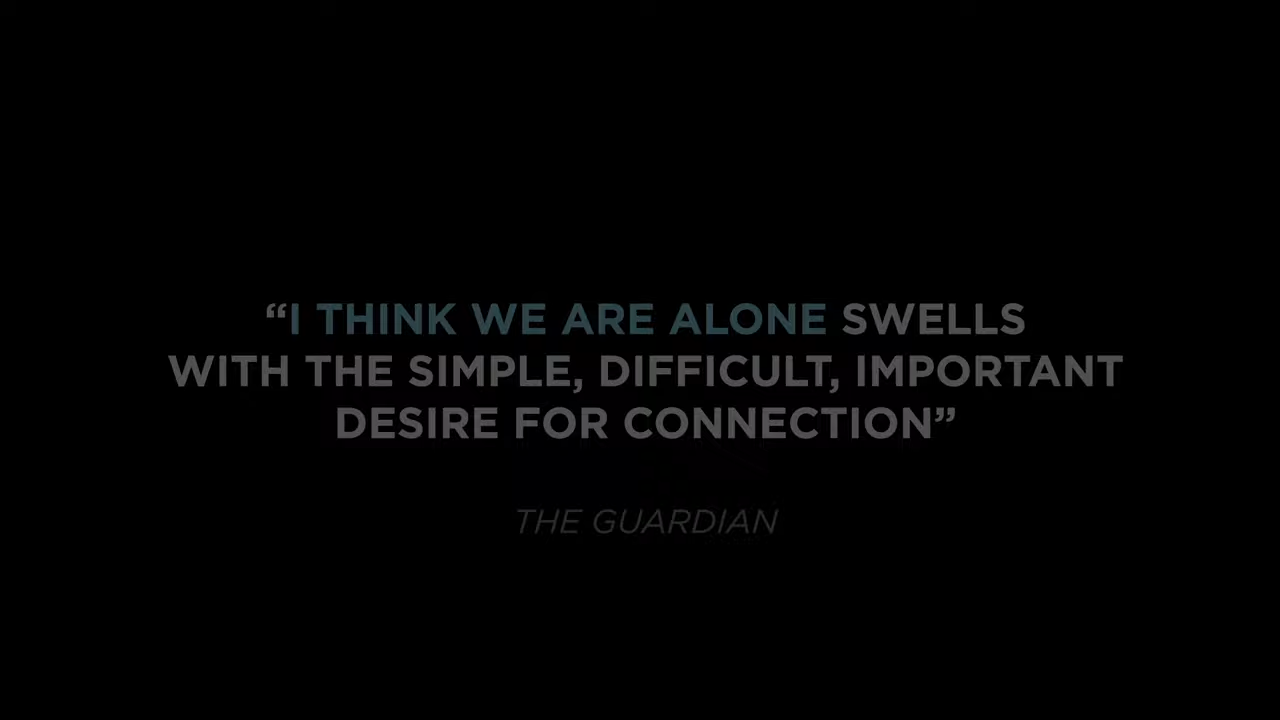 “I THINK WE ARE ALONE SWELLS
WITH THE SIMPLE, DIFFICULT, IMPORTANT
DESIRE FOR CONNECTION”
THE GUARDIAN